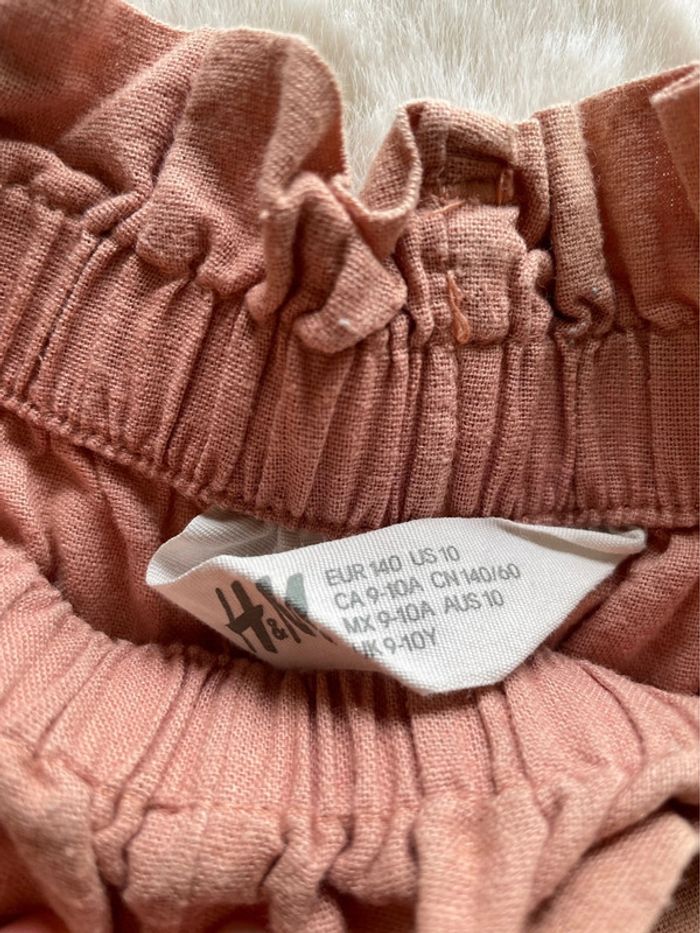 H&M
EUR 140 US 10
CA 9-10A CN 140/60
MX 9-10A AUS 10
UK 9-10Y